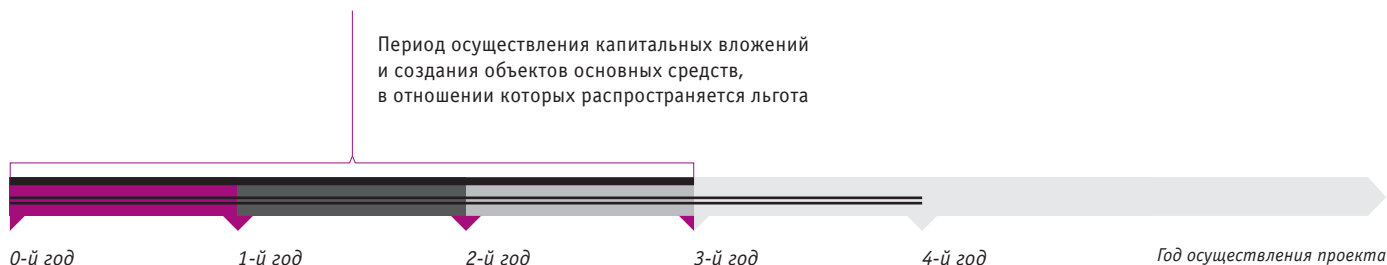 Период осуществления капитальных вложений
и создания объектов основных средств,
в отношении которых распространяется льгота
0-й год 1-й год 2-й год 3-й год 4-й год Год осуществления проекта